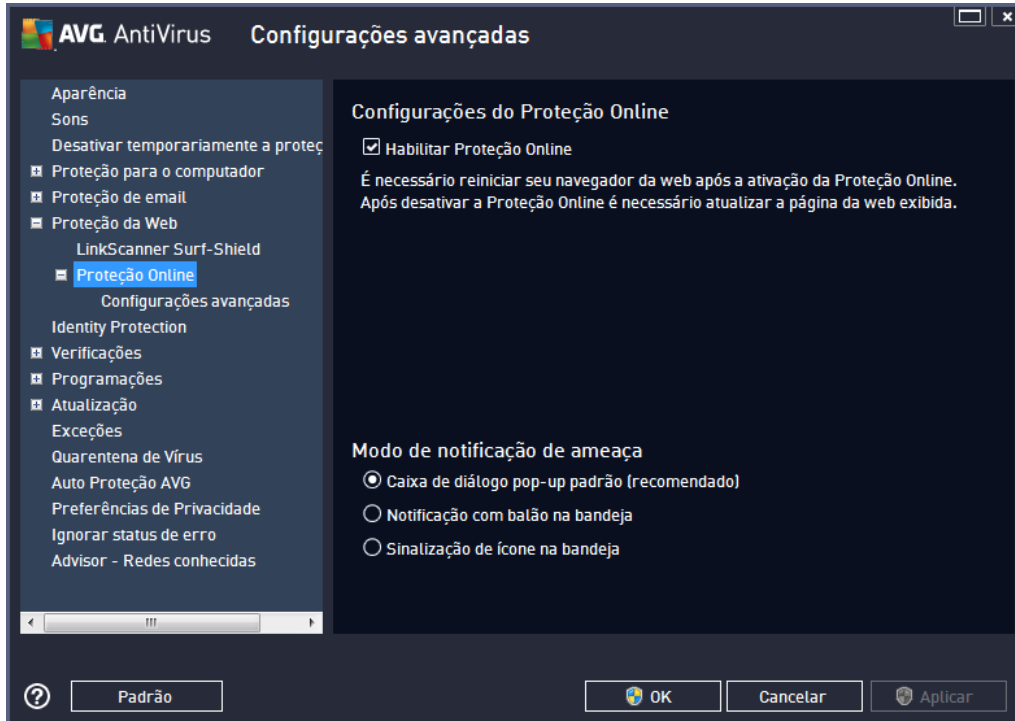 AVG. AntiVirus Configurações avançadas
Aparência
Sons
Desativar temporariamente a proteç
Proteção para o computador
Proteção de email
Proteção da Web
LinkScanner Surf-Shield
Proteção Online
Configurações avançadas
Identity Protection
Verificações
Programações
Atualização
Exceções
Quarentena de Vírus
Auto Proteção AVG
Preferências de Privacidade
Ignorar status de erro
Advisor - Redes conhecidas
Configurações do Proteção Online
Habilitar Proteção Online
É necessário reiniciar seu navegador da web após a ativação da Proteção Online.
Após desativar a Proteção Online é necessário atualizar a página da web exibida.
Modo de notificação de ameaça
Caixa de diálogo pop-up padrão (recomendado)
Notificação com balão na bandeja
Sinalização de ícone na bandeja
? Padrão OK Cancelar Aplicar